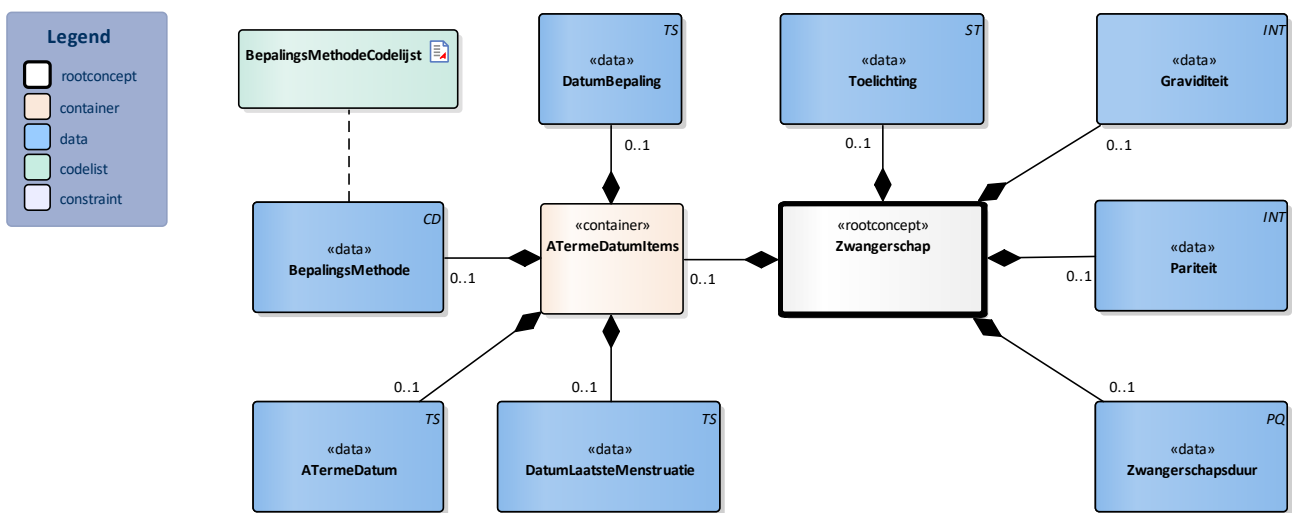 Legend
rootconcept
container
data
codelist
constraint
BepalingsMethodeCodelijst
TS
«data»
DatumBepaling
0..1
ST
«data»
Toelichting
0..1
INT
«data»
Graviditeit
0..1
CD
«data»
BepalingsMethode
0..1
«container»
ATermeDatumItems
0..1
«rootconcept»
Zwangerschap
INT
«data»
Pariteit
0..1
0..1
TS
«data»
ATermeDatum
0..1
TS
«data»
DatumLaatsteMenstruatie
0..1
PQ
«data»
Zwangerschapsduur